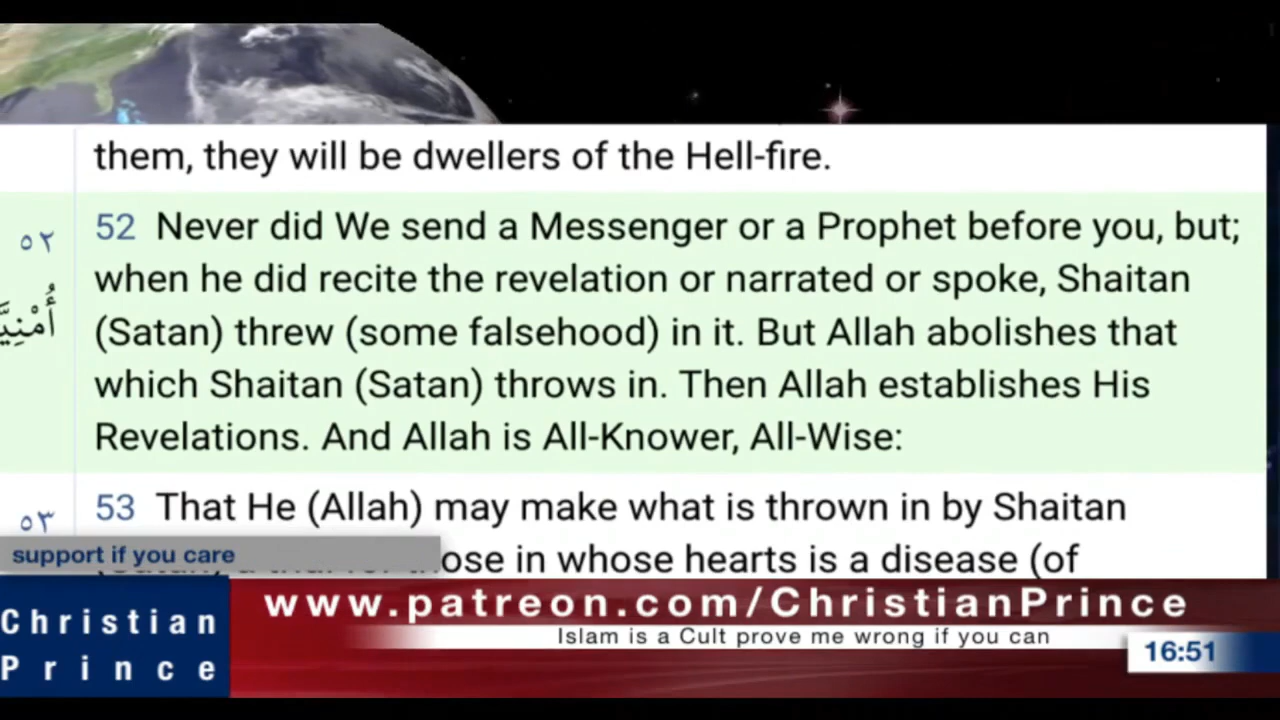 them, they will be dwellers of the Hell-fire.
٥٢
52 Never did We send a Messenger or a Prophet before you, but;
when he did recite the revelation or narrated or spoke, Shaitan
(Satan) threw (some falsehood) in it. But Allah abolishes that
which Shaitan (Satan) throws in. Then Allah establishes His
Revelations. And Allah is All-Knower, All-Wise:
٥٣
53 That He (Allah) may make what is thrown in by Shaitan
those in whose hearts is a disease (of
support if you care
Christian
Prince
www.patreon.com/ChristianPrince
Islam is a Cult prove me wrong if you can
16:51